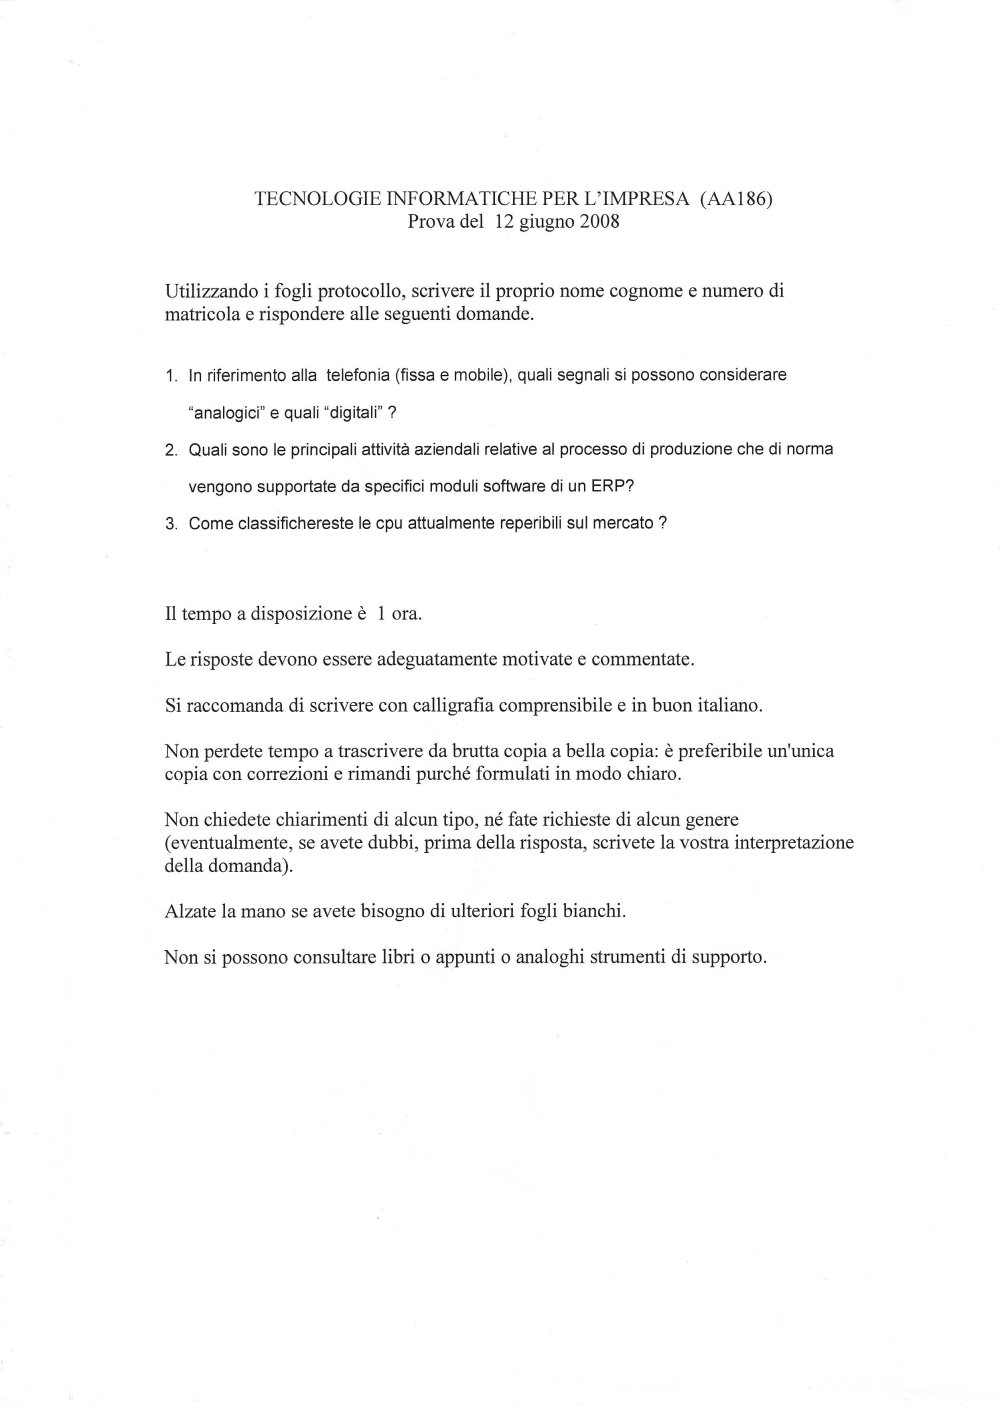 TECNOLOGIE INFORMATICHE PER L'IMPRESA (AA186)
Prova del 12 giugno 2008
Utilizzando i fogli protocollo, scrivere il proprio nome cognome e numero di
matricola e rispondere alle seguenti domande.
1. In riferimento alla telefonia (fissa e mobile), quali segnali si possono considerare
“analogici” e quali “digitali” ?
2. Quali sono le principali attività aziendali relative al processo di produzione che di norma
vengono supportate da specifici moduli software di un ERP?
3. Come classifichereste le cpu attualmente reperibili sul mercato ?
Il tempo a disposizione è 1 ora.
Le risposte devono essere adeguatamente motivate e commentate.
Si raccomanda di scrivere con calligrafia comprensibile e in buon italiano.
Non perdete tempo a trascrivere da brutta copia a bella copia: è preferibile un'unica
copia con correzioni e rimandi purché formulati in modo chiaro.
Non chiedete chiarimenti di alcun tipo, né fate richieste di alcun genere
(eventualmente, se avete dubbi, prima della risposta, scrivete la vostra interpretazione
della domanda).
Alzate la mano se avete bisogno di ulteriori fogli bianchi.
Non si possono consultare libri o appunti o analoghi strumenti di supporto.